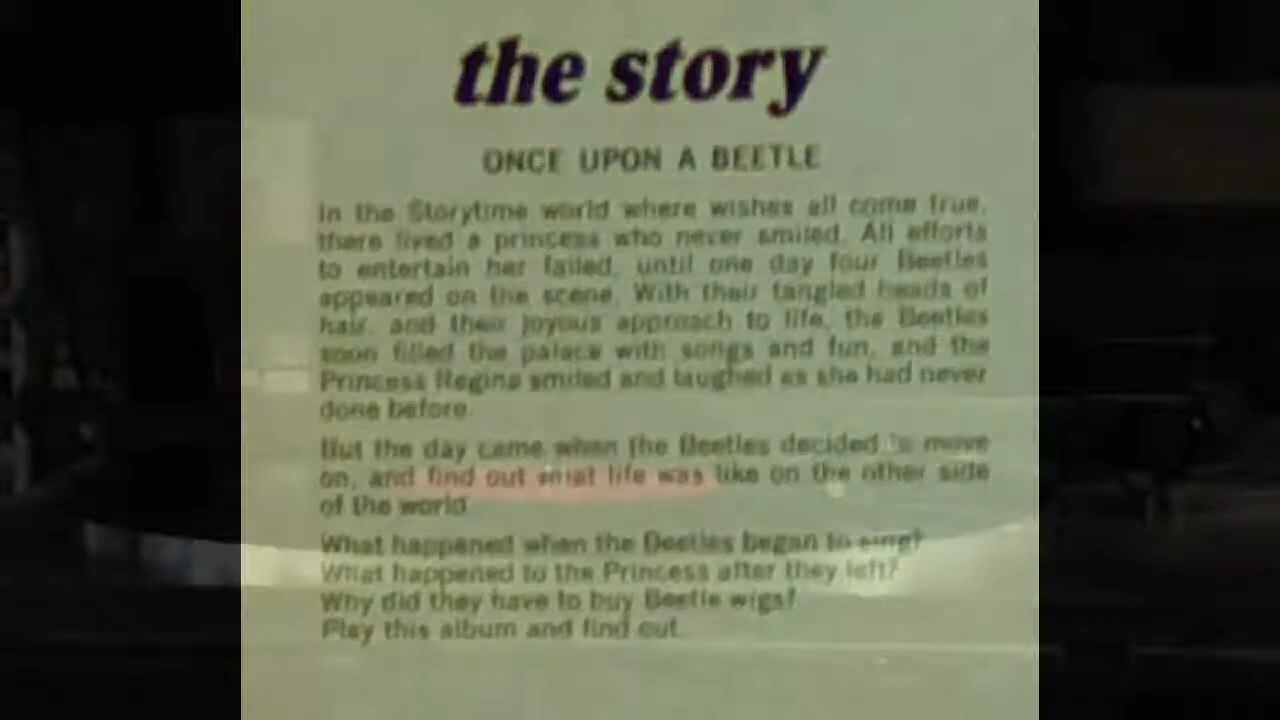 the story
ONCE UPON A BEETLE
In the Storytime world where wishes all come true,
there lived a princess who never smiled. All efforts
to entertain her failed, until one day four Beetles
appeared on the scene. With their tangled heads of
hair, and their joyous approach to life, the Beetles
soon filled the palace with songs and fun, and the
Princess Regina smiled and laughed as she had never
done before.
But the day came when the Beetles decided to move
on, and find out what life was like on the other side
of the world.
What happened when the Beetles began to sing?
What happened to the Princess after they left?
Why did they have to buy Beetle wigs?
Play this album and find out.